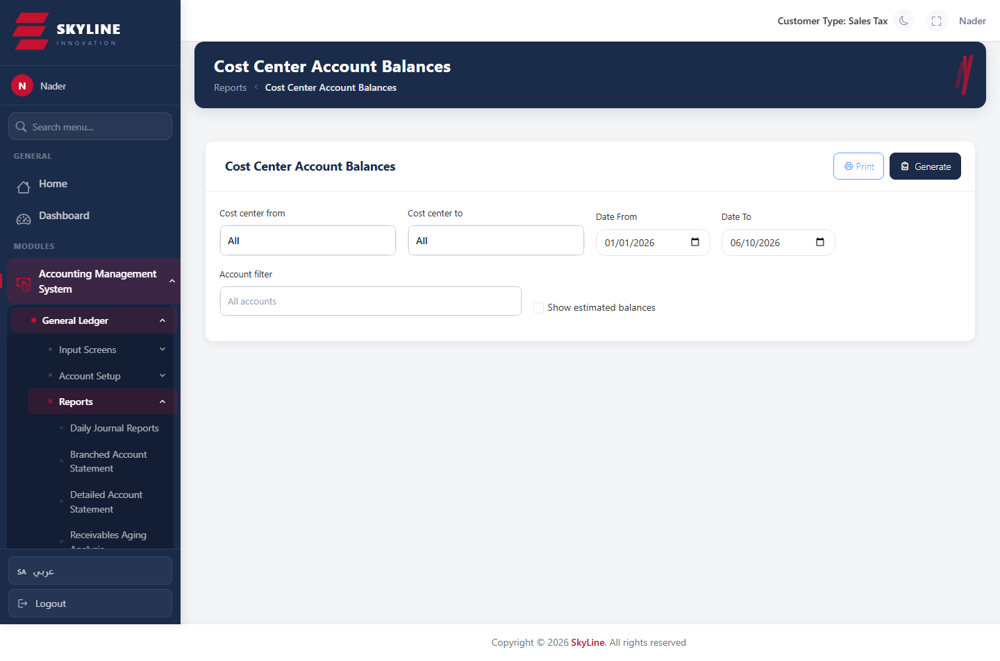 SKYLINE
INNOVATION
N Nader
Search menu...
GENERAL
Home
Dashboard
MODULES
Accounting Management
System
General Ledger
Input Screens
Account Setup
Reports
Daily Journal Reports
Branched Account
Statement
Detailed Account
Statement
Receivables Aging
Analysis
SA عربي
Logout
Customer Type: Sales Tax
Nader
Cost Center Account Balances
Reports
Cost Center Account Balances
Cost Center Account Balances
Print
Generate
Cost center from
Cost center to
Date From
Date To
All
All
01/01/2026
06/10/2026
Account filter
All accounts
Show estimated balances
Copyright © 2026 SkyLine. All rights reserved